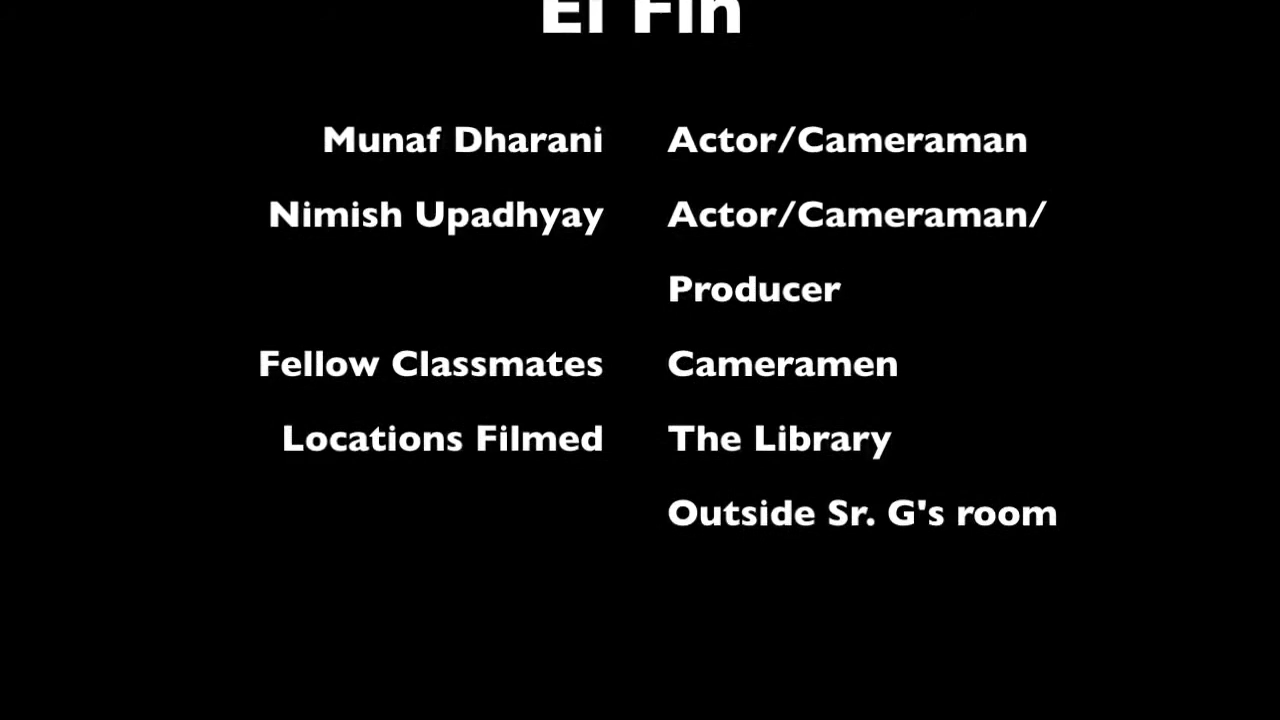 El Fin
Munaf Dharani Actor/Cameraman
Nimish Upadhyay Actor/Cameraman/
Producer
Fellow Classmates Cameramen
Locations Filmed The Library
Outside Sr. G's room